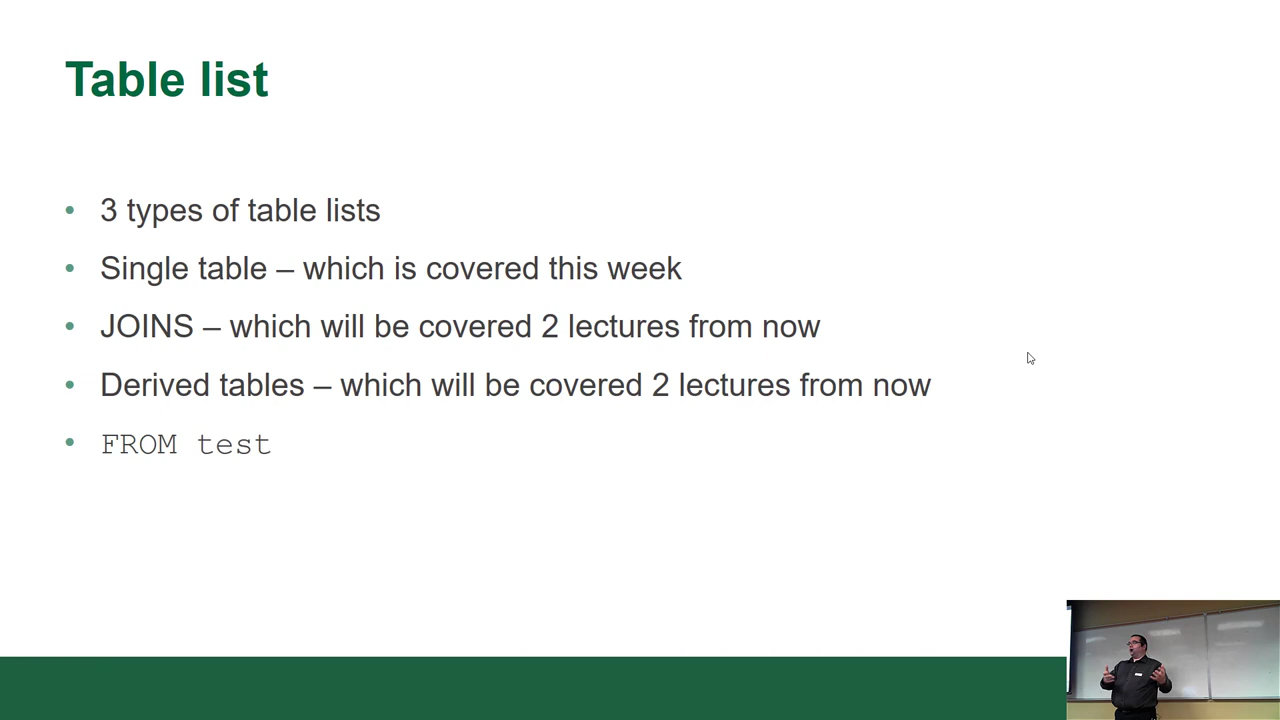 Table list
• 3 types of table lists
• Single table – which is covered this week
• JOINS – which will be covered 2 lectures from now
• Derived tables – which will be covered 2 lectures from now
• FROM test